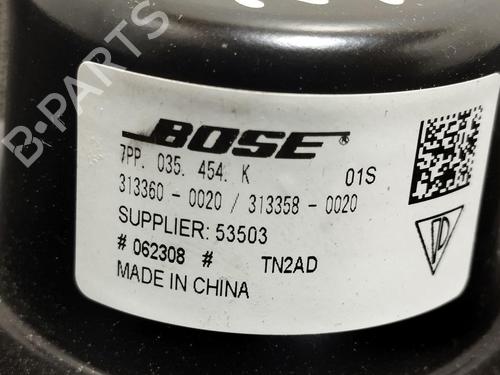 B-PARTS
BOSE®
7PP. 035. 454. K 01S
313360 - 0020 / 313358 - 0020
SUPPLIER: 53503
# 062308 # TN2AD
MADE IN CHINA